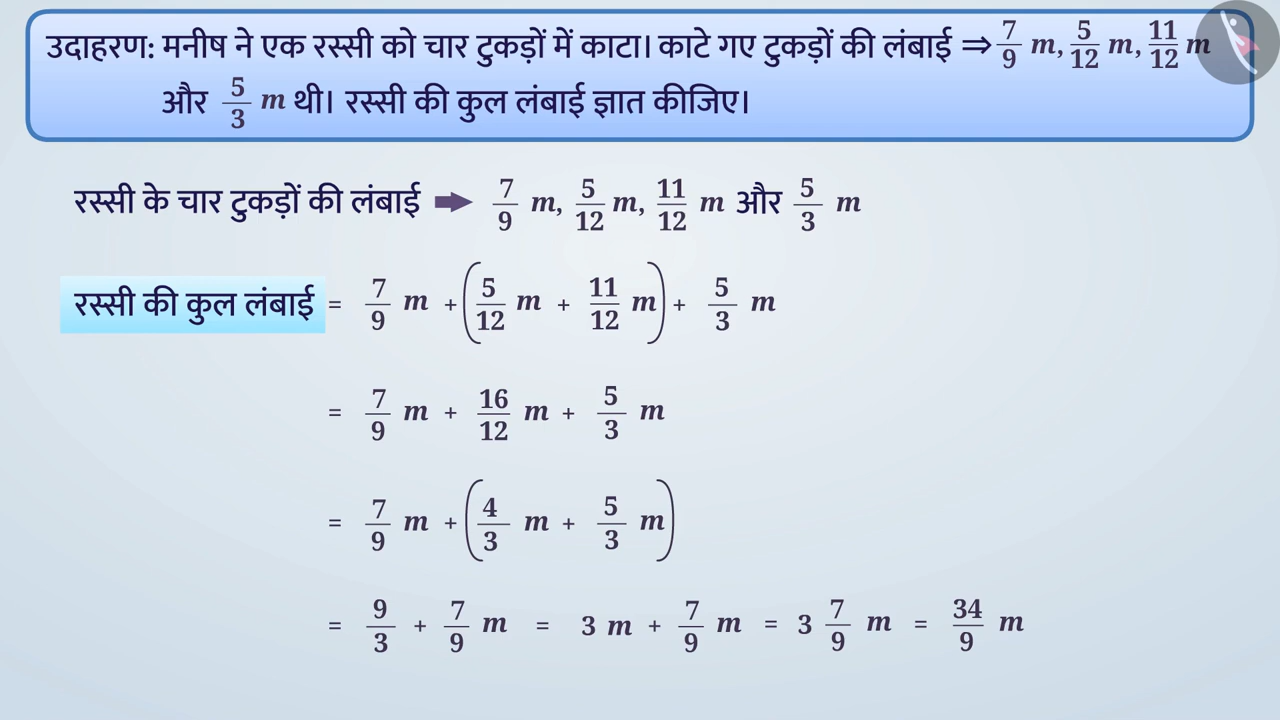 उदाहरण: मनीष ने एक रस्सी को चार टुकड़ों में काटा। काटे गए टुकड़ों की लंबाई ⇒ 7/9 m, 5/12 m, 11/12 m
और 5/3 m थी। रस्सी की कुल लंबाई ज्ञात कीजिए।
रस्सी के चार टुकड़ों की लंबाई ➡ 7/9 m, 5/12 m, 11/12 m और 5/3 m
रस्सी की कुल लंबाई = 7/9 m + (5/12 m + 11/12 m) + 5/3 m
= 7/9 m + 16/12 m + 5/3 m
= 7/9 m + (4/3 m + 5/3 m)
= 9/3 + 7/9 m = 3 m + 7/9 m = 3 7/9 m = 34/9 m